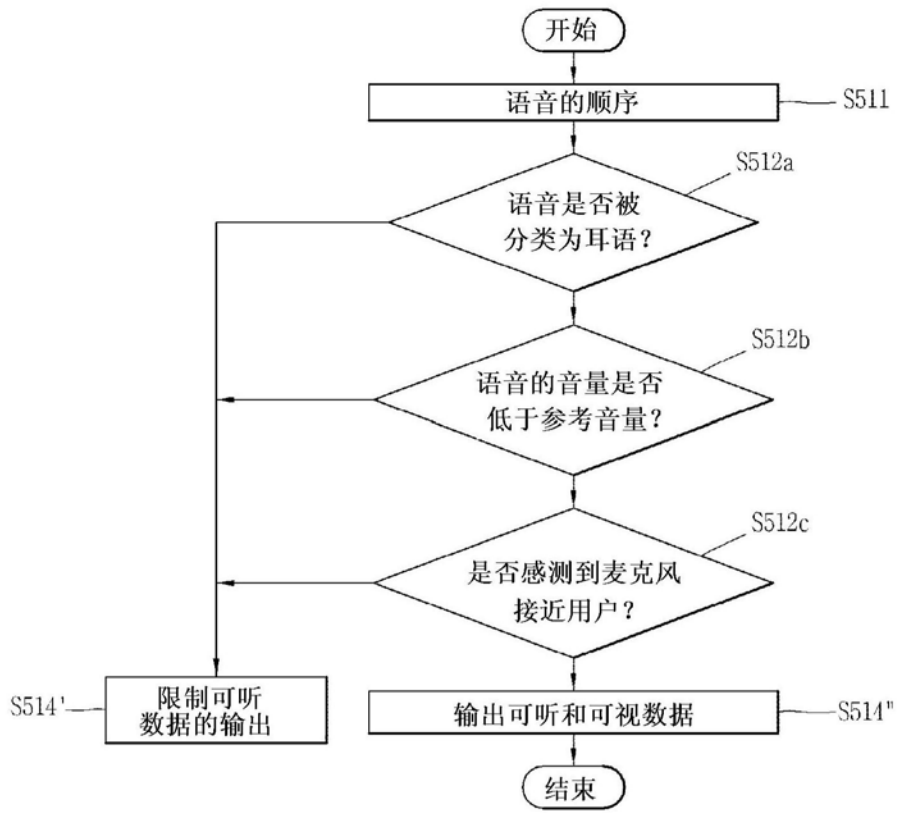 开始
语音的顺序
S511
S512a
语音是否被
分类为耳语？
S512b
语音的音量是否
低于参考音量？
S512c
是否感测到麦克风
接近用户？
S514'
限制可听
数据的输出
输出可听和可视数据
S514"
结束